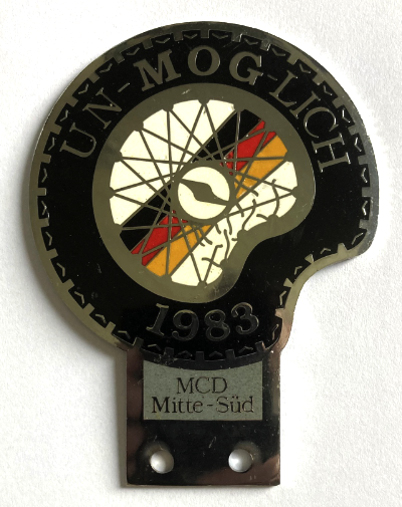 UN-MOG-LICH
1983
MCD
Mitte-Süd